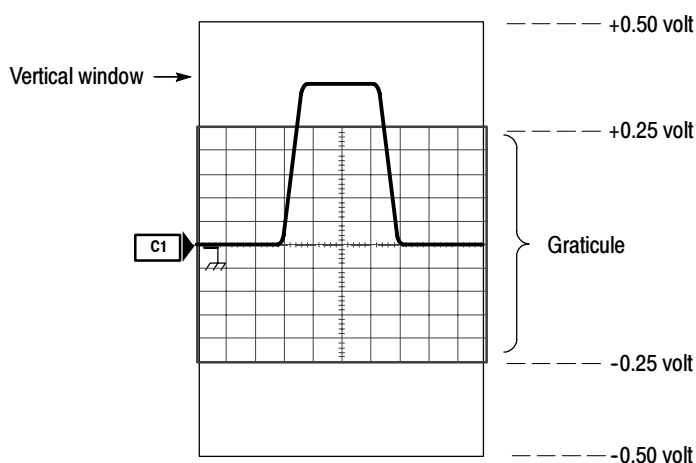 +0.50 volt
Vertical window
+0.25 volt
C1
Graticule
-0.25 volt
-0.50 volt